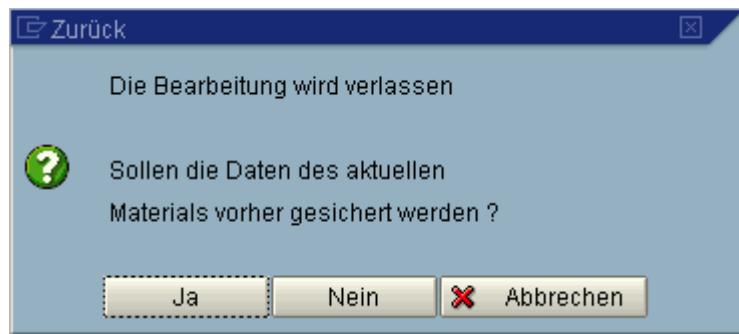 Zurück
Die Bearbeitung wird verlassen
Sollen die Daten des aktuellen
Materials vorher gesichert werden ?
Ja Nein Abbrechen